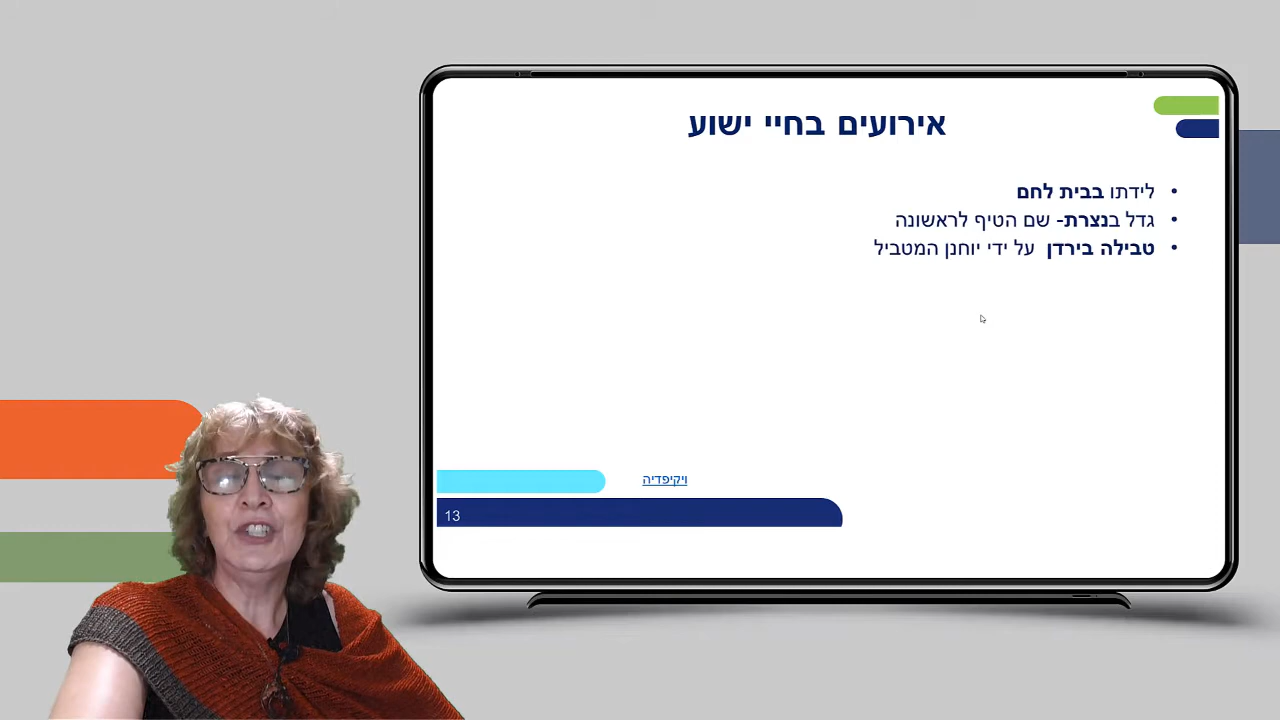 אירועים בחיי ישוע
• לידתו בבית לחם
• גדל בנצרת- שם הטיף לראשונה
• טבילה בירדן על ידי יוחנן המטביל
ויקיפדיה
13